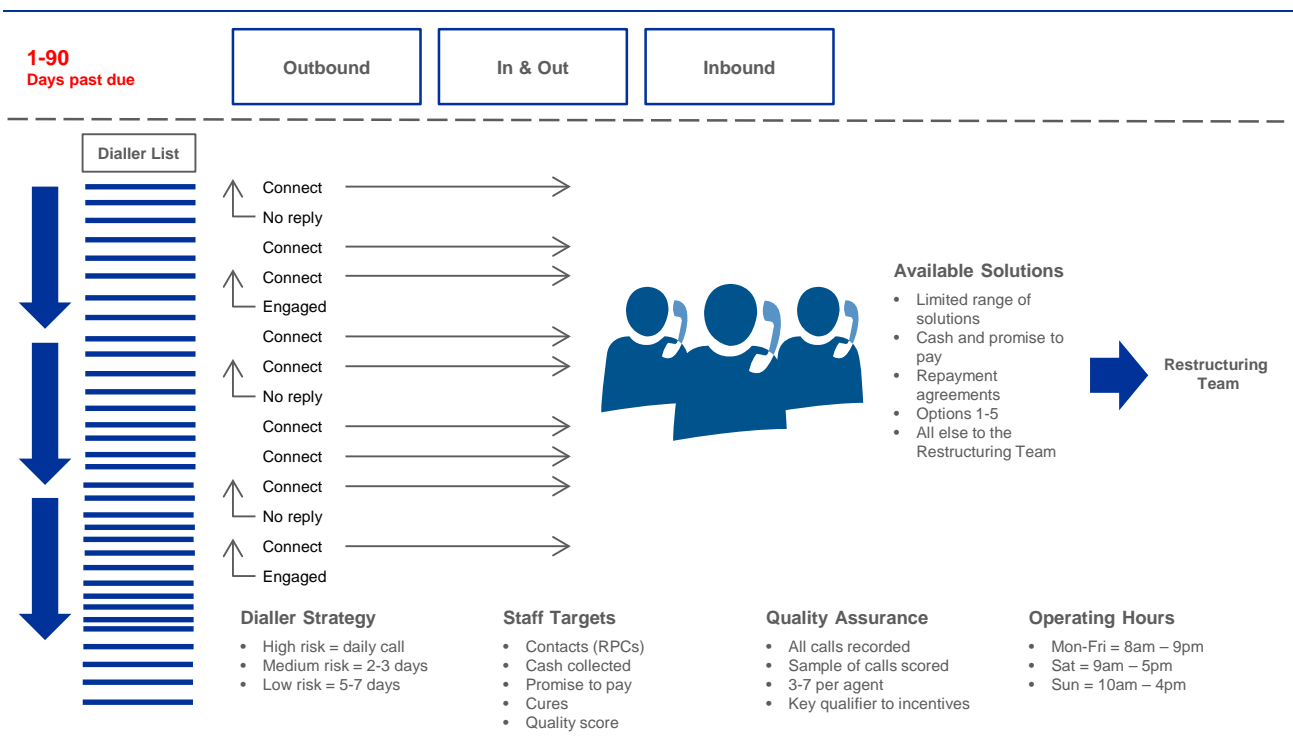 1-90
Days past due
Outbound
In & Out
Inbound
Dialler List
Connect
No reply
Connect
Connect
Engaged
Connect
Connect
No reply
Connect
Connect
Connect
No reply
Connect
Engaged
Available Solutions
• Limited range of
solutions
• Cash and promise to
pay
• Repayment
agreements
• Options 1-5
• All else to the
Restructuring Team
Restructuring
Team
Dialler Strategy
• High risk = daily call
• Medium risk = 2-3 days
• Low risk = 5-7 days
Staff Targets
• Contacts (RPCs)
• Cash collected
• Promise to pay
• Cures
• Quality score
Quality Assurance
• All calls recorded
• Sample of calls scored
• 3-7 per agent
• Key qualifier to incentives
Operating Hours
• Mon-Fri = 8am – 9pm
• Sat = 9am – 5pm
• Sun = 10am – 4pm